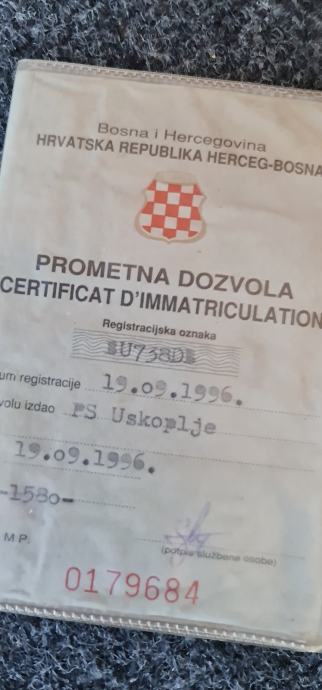 Bosna i Hercegovina
HRVATSKA REPUBLIKA HERCEG-BOSNA
PROMETNA DOZVOLA
CERTIFICAT D'IMMATRICULATION
Registracijska oznaka
um registracije 19.09.1996.
volu izdao PS Uskoplje
19.09.1996.
-1580-
M.P.
(potpis službene osobe)
0179684